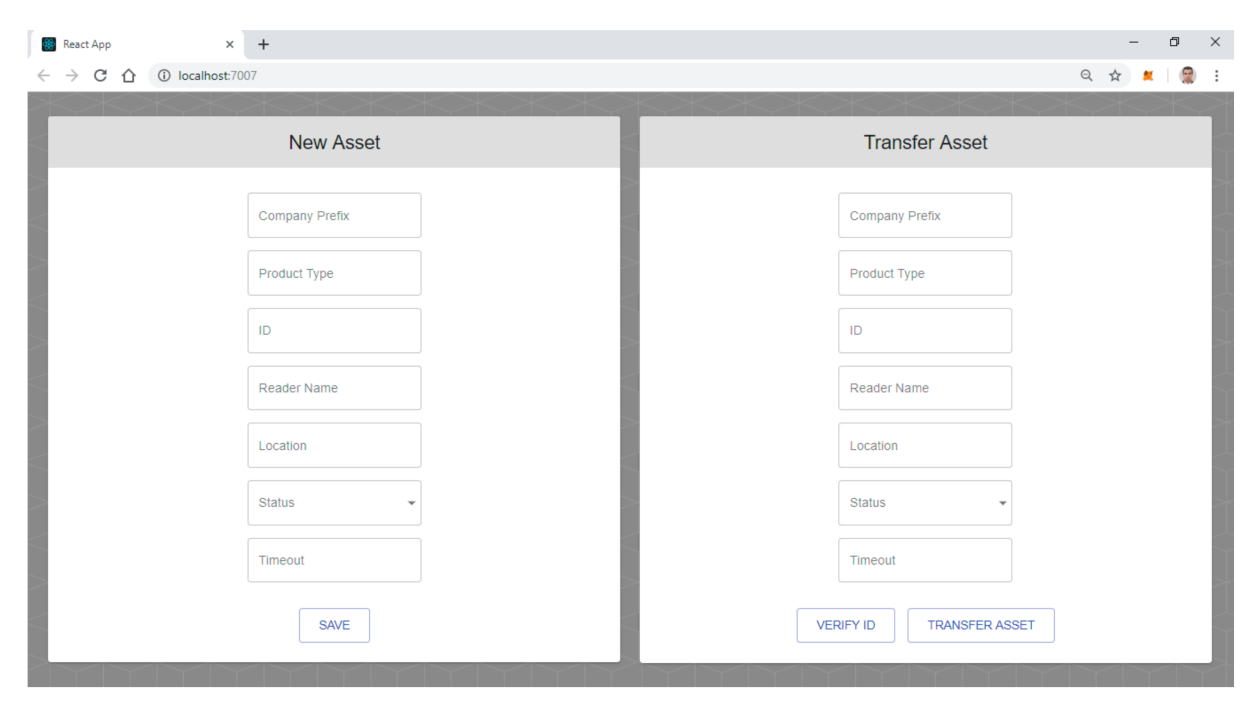 React App
localhost:7007
New Asset
Company Prefix
Product Type
ID
Reader Name
Location
Status
Timeout
SAVE
Transfer Asset
Company Prefix
Product Type
ID
Reader Name
Location
Status
Timeout
VERIFY ID
TRANSFER ASSET